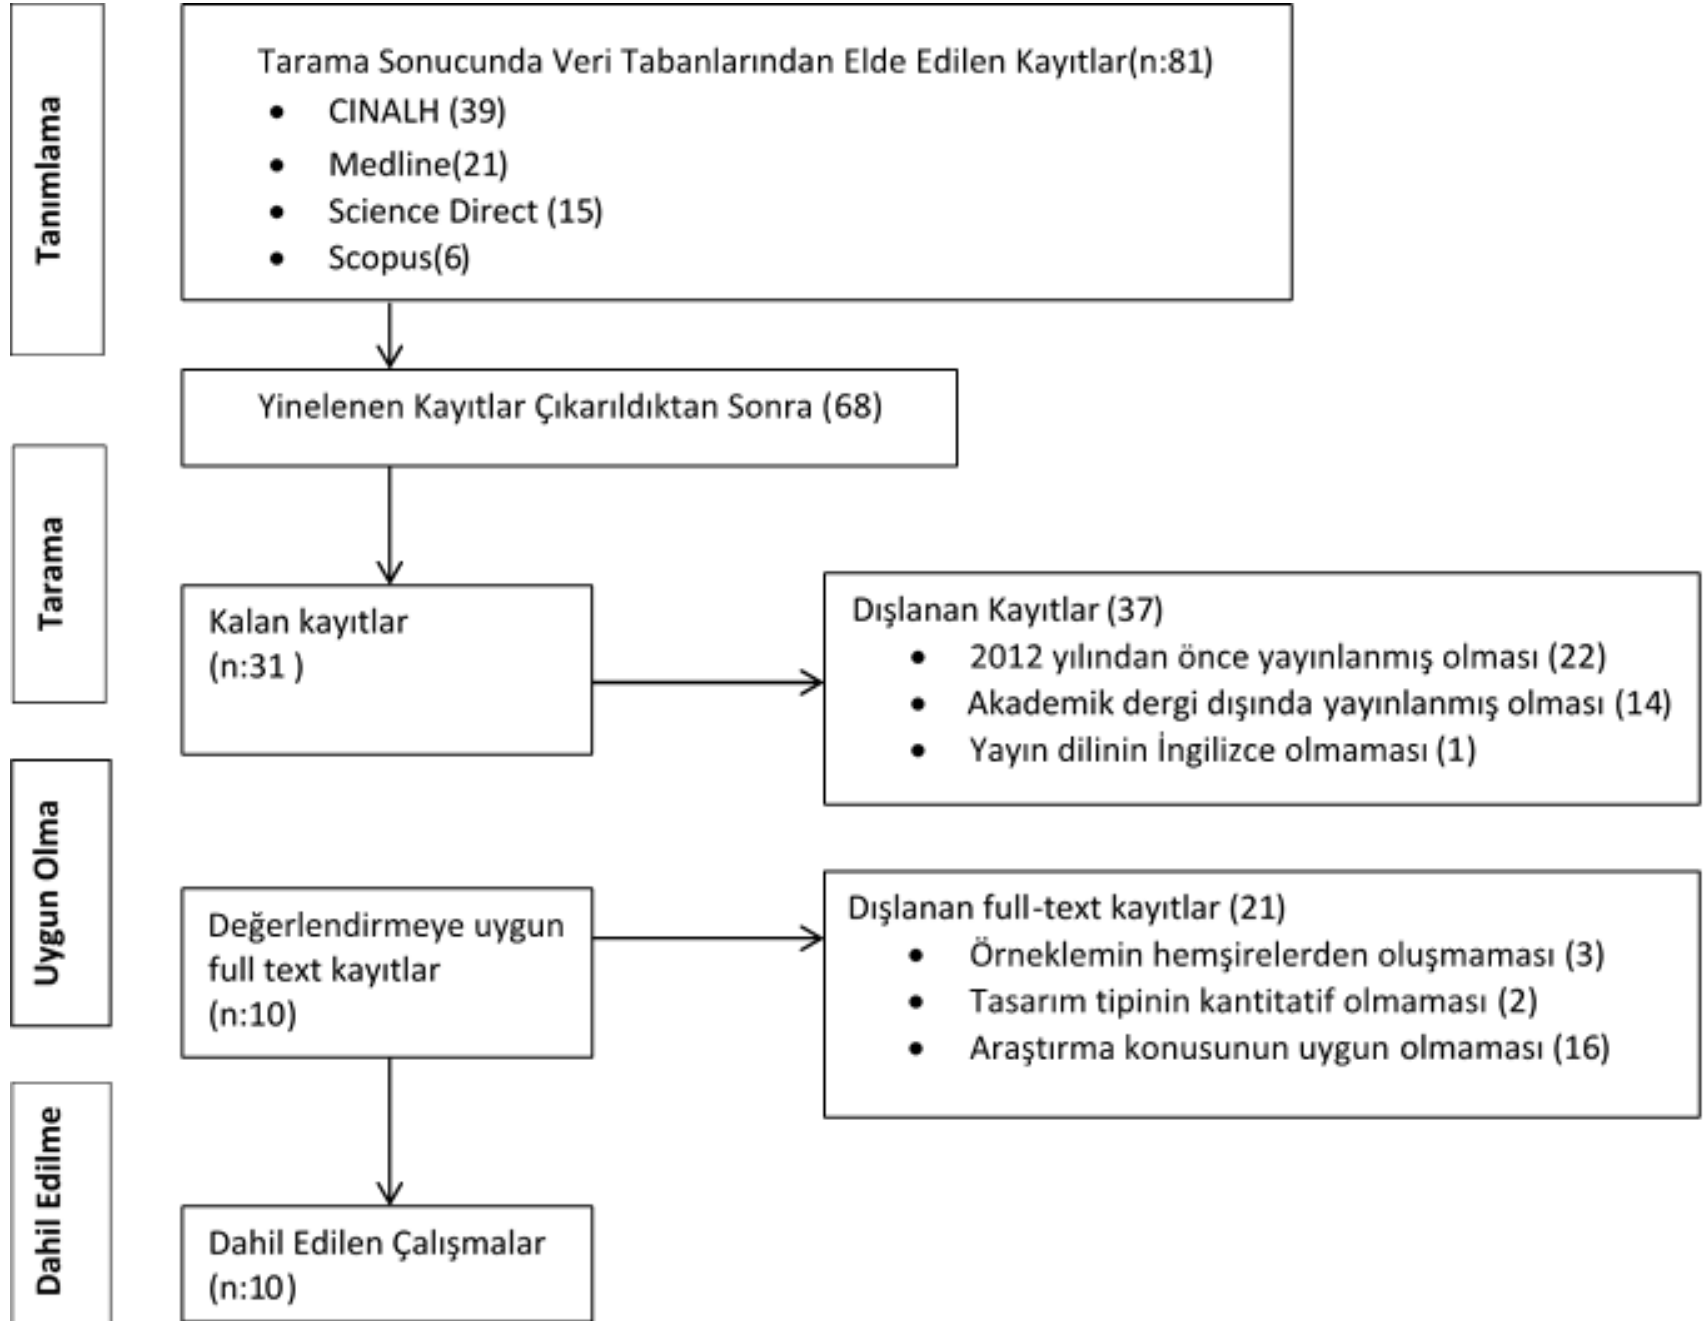 Tanımlama
Tarama Sonucunda Veri Tabanlarından Elde Edilen Kayıtlar(n:81)
• CINALH (39)
• Medline(21)
• Science Direct (15)
• Scopus(6)
Yinelenen Kayıtlar Çıkarıldıktan Sonra (68)
Tarama
Kalan kayıtlar
(n:31 )
Dışlanan Kayıtlar (37)
• 2012 yılından önce yayınlanmış olması (22)
• Akademik dergi dışında yayınlanmış olması (14)
• Yayın dilinin İngilizce olmaması (1)
Uygun Olma
Değerlendirmeye uygun
full text kayıtlar
(n:10)
Dışlanan full-text kayıtlar (21)
• Örneklemin hemşirelerden oluşmaması (3)
• Tasarım tipinin kantitatif olmaması (2)
• Araştırma konusunun uygun olmaması (16)
Dahil Edilme
Dahil Edilen Çalışmalar
(n:10)